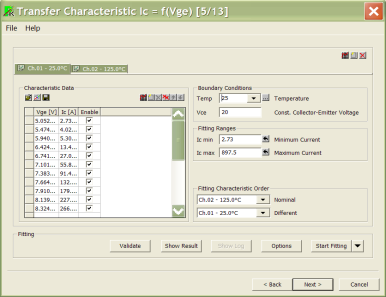 Transfer Characteristic Ic = f(Vge) [5/13]
File Help
Ch.01 - 25.0ºC Ch.02 - 125.0ºC
Characteristic Data
Vge [V] Ic [A] Enable
5.052... 2.73...
5.474... 4.02...
5.940... 5.30...
6.424... 13.4...
6.741... 27.0...
7.101... 55.8...
7.383... 91.4...
7.664... 132....
7.910... 179....
8.139... 227....
8.324... 266....
Boundary Conditions
Temp 25 Temperature
Vce 20 Const. Collector-Emitter Voltage
Fitting Ranges
Ic min 2.73 Minimum Current
Ic max 897.5 Maximum Current
Fitting Characteristic Order
Ch.02 - 125.0ºC Nominal
Ch.01 - 25.0ºC Different
Fitting
Validate Show Result Show Log Options Start Fitting
< Back Next > Cancel